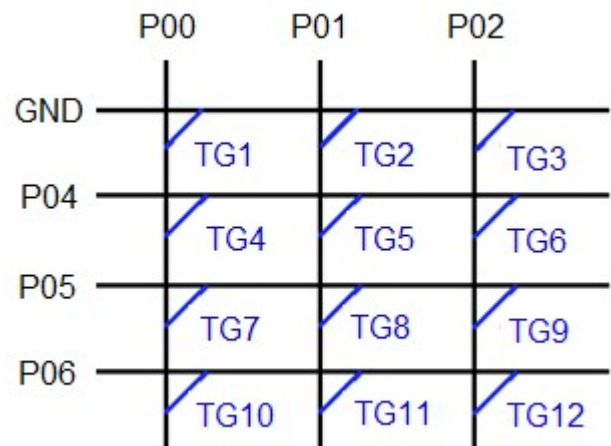 P00 P01 P02
GND
TG1 TG2 TG3
P04
TG4 TG5 TG6
P05
TG7 TG8 TG9
P06
TG10 TG11 TG12